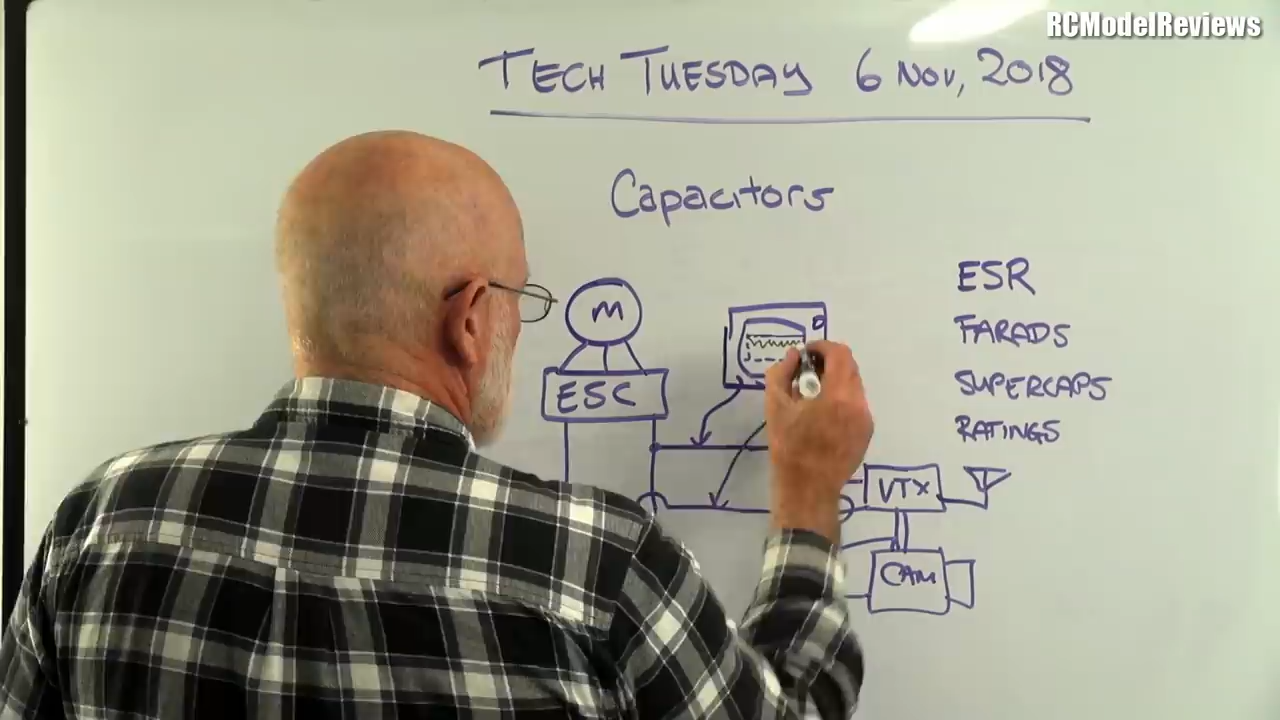 RCModelReviews
TECH TUESDAY 6 NOV, 2018
Capacitors
ESR
FARADS
SUPERCAPS
RATINGS
M
ESC
VTX
CAM